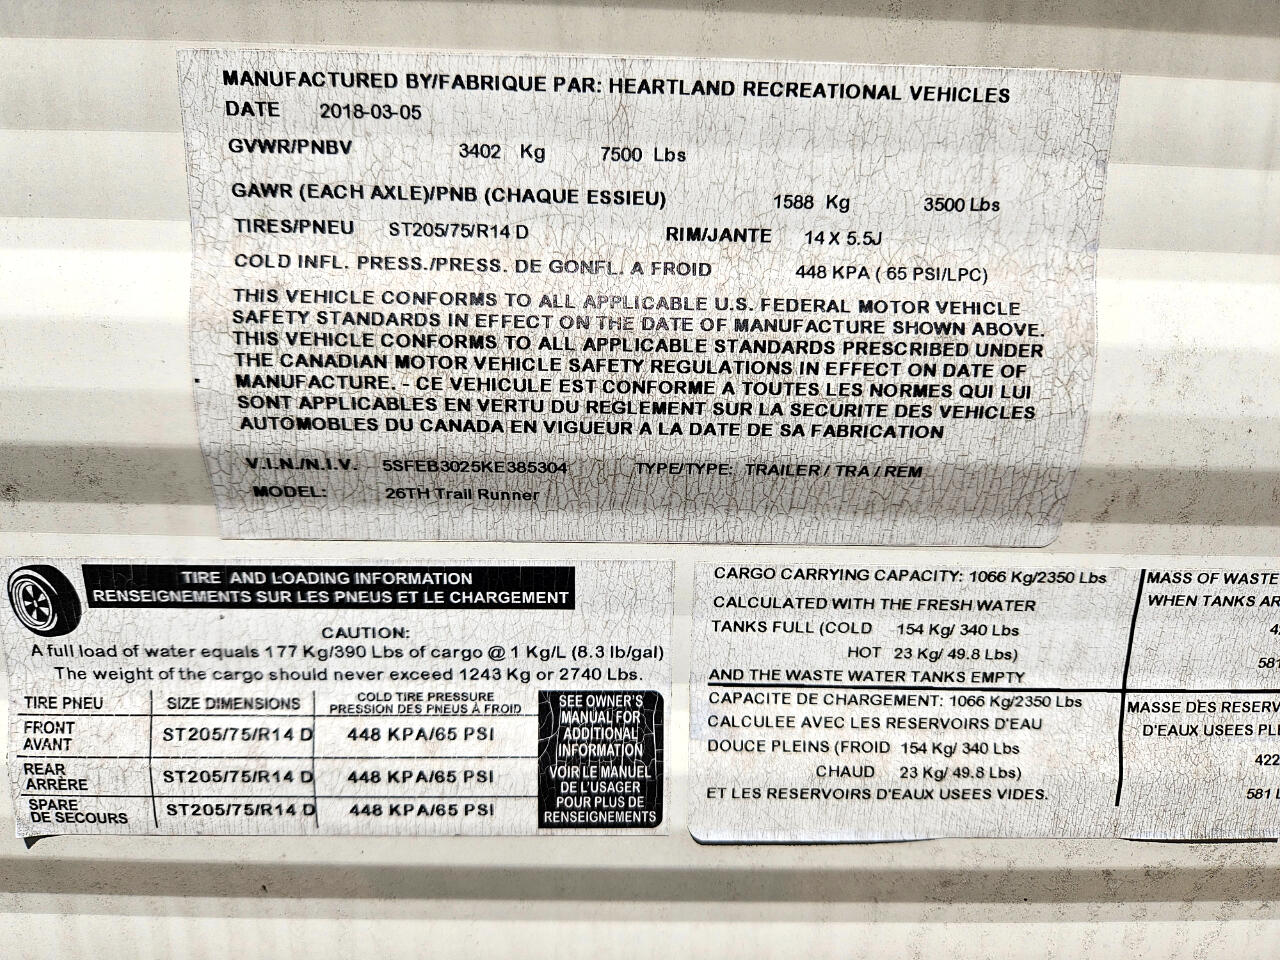 MANUFACTURED BY/FABRIQUE PAR: HEARTLAND RECREATIONAL VEHICLES
DATE 2018-03-05
GVWR/PNBV 3402 Kg 7500 Lbs
GAWR (EACH AXLE)/PNB (CHAQUE ESSIEU) 1588 Kg 3500 Lbs
TIRES/PNEU ST205/75/R14 D RIM/JANTE 14 X 5.5J
COLD INFL. PRESS./PRESS. DE GONFL. A FROID 448 KPA ( 65 PSI/LPC)
THIS VEHICLE CONFORMS TO ALL APPLICABLE U.S. FEDERAL MOTOR VEHICLE
SAFETY STANDARDS IN EFFECT ON THE DATE OF MANUFACTURE SHOWN ABOVE.
THIS VEHICLE CONFORMS TO ALL APPLICABLE STANDARDS PRESCRIBED UNDER
THE CANADIAN MOTOR VEHICLE SAFETY REGULATIONS IN EFFECT ON DATE OF
MANUFACTURE. - CE VEHICULE EST CONFORME A TOUTES LES NORMES QUI LUI
SONT APPLICABLES EN VERTU DU REGLEMENT SUR LA SECURITE DES VEHICLES
AUTOMOBILES DU CANADA EN VIGUEUR A LA DATE DE SA FABRICATION
V.I.N./N.I.V. 5SFEB3025KE385304 TYPE/TYPE: TRAILER / TRA / REM
MODEL: 26TH Trail Runner
TIRE AND LOADING INFORMATION
RENSEIGNEMENTS SUR LES PNEUS ET LE CHARGEMENT
CAUTION:
A full load of water equals 177 Kg/390 Lbs of cargo @ 1 Kg/L (8.3 lb/gal)
The weight of the cargo should never exceed 1243 Kg or 2740 Lbs.
TIRE PNEU SIZE DIMENSIONS COLD TIRE PRESSURE
PRESSION DES PNEUS À FROID
FRONT
AVANT ST205/75/R14 D 448 KPA/65 PSI
REAR
ARRÈRE ST205/75/R14 D 448 KPA/65 PSI
SPARE
DE SECOURS ST205/75/R14 D 448 KPA/65 PSI
SEE OWNER'S
MANUAL FOR
ADDITIONAL
INFORMATION
VOIR LE MANUEL
DE L'USAGER
POUR PLUS DE
RENSEIGNEMENTS
CARGO CARRYING CAPACITY: 1066 Kg/2350 Lbs
CALCULATED WITH THE FRESH WATER
TANKS FULL (COLD 154 Kg/ 340 Lbs
HOT 23 Kg/ 49.8 Lbs)
AND THE WASTE WATER TANKS EMPTY
CAPACITE DE CHARGEMENT: 1066 Kg/2350 Lbs
CALCULEE AVEC LES RESERVOIRS D'EAU
DOUCE PLEINS (FROID 154 Kg/ 340 Lbs
CHAUD 23 Kg/ 49.8 Lbs)
ET LES RESERVOIRS D'EAUX USEES VIDES.
MASS OF WASTE
WHEN TANKS AR
42
581
MASSE DES RESERV
D'EAUX USEES PLE
422
581 L